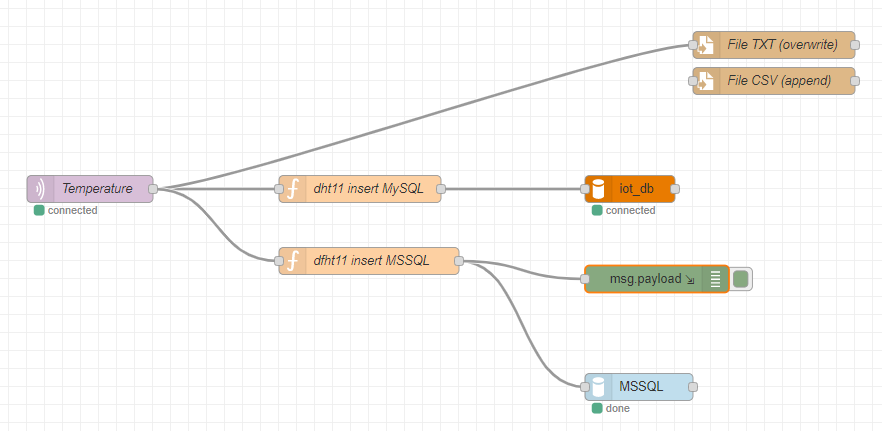 File TXT (overwrite)
File CSV (append)
Temperature
connected
dht11 insert MySQL
iot_db
connected
dfht11 insert MSSQL
msg.payload
MSSQL
done